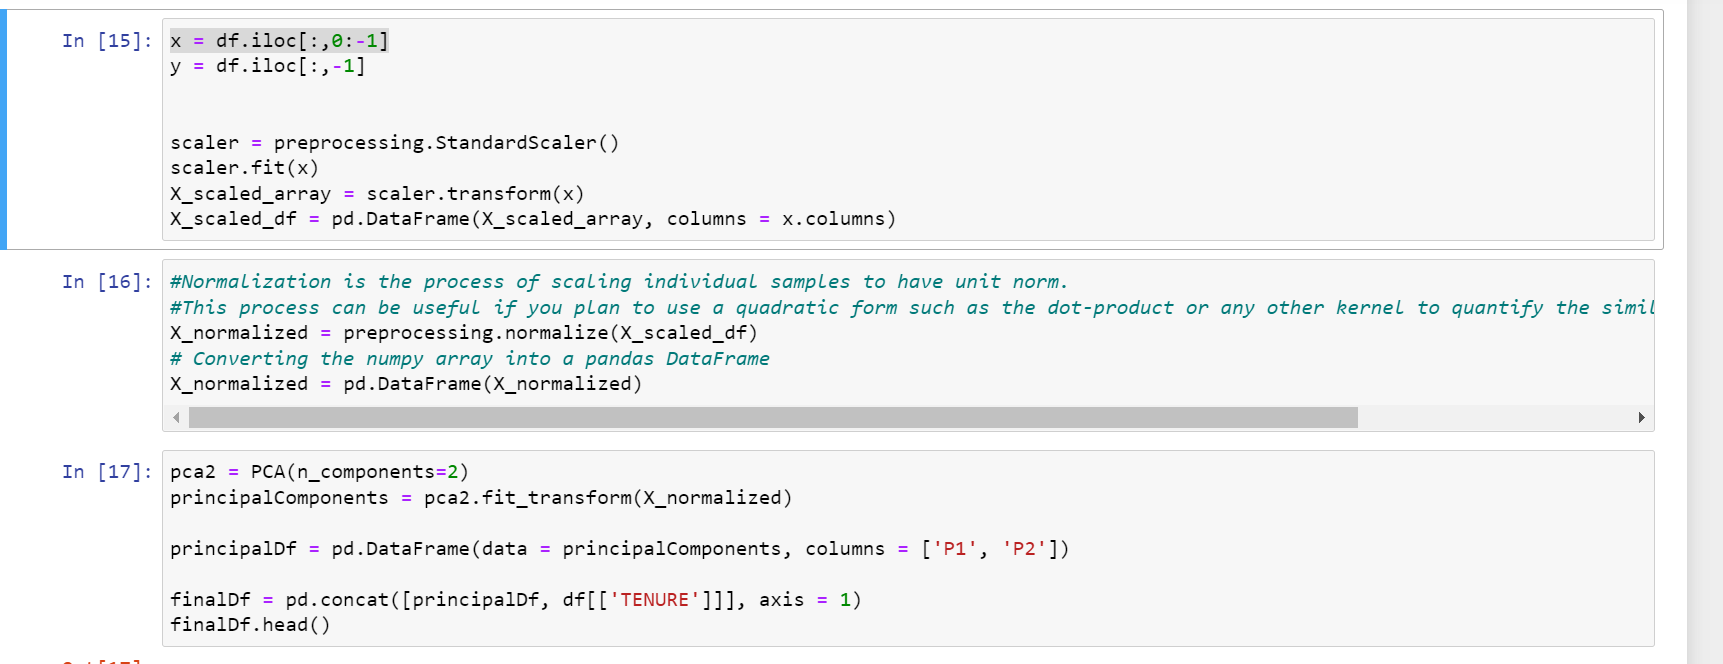 In [15]:
x = df.iloc[:,0:-1]
y = df.iloc[:,-1]
scaler = preprocessing.StandardScaler()
scaler.fit(x)
X_scaled_array = scaler.transform(x)
X_scaled_df = pd.DataFrame(X_scaled_array, columns = x.columns)
In [16]:
#Normalization is the process of scaling individual samples to have unit norm.
#This process can be useful if you plan to use a quadratic form such as the dot-product or any other kernel to quantify the simil
X_normalized = preprocessing.normalize(X_scaled_df)
# Converting the numpy array into a pandas DataFrame
X_normalized = pd.DataFrame(X_normalized)
In [17]:
pca2 = PCA(n_components=2)
principalComponents = pca2.fit_transform(X_normalized)
principalDf = pd.DataFrame(data = principalComponents, columns = ['P1', 'P2'])
finalDf = pd.concat([principalDf, df[['TENURE']]], axis = 1)
finalDf.head()